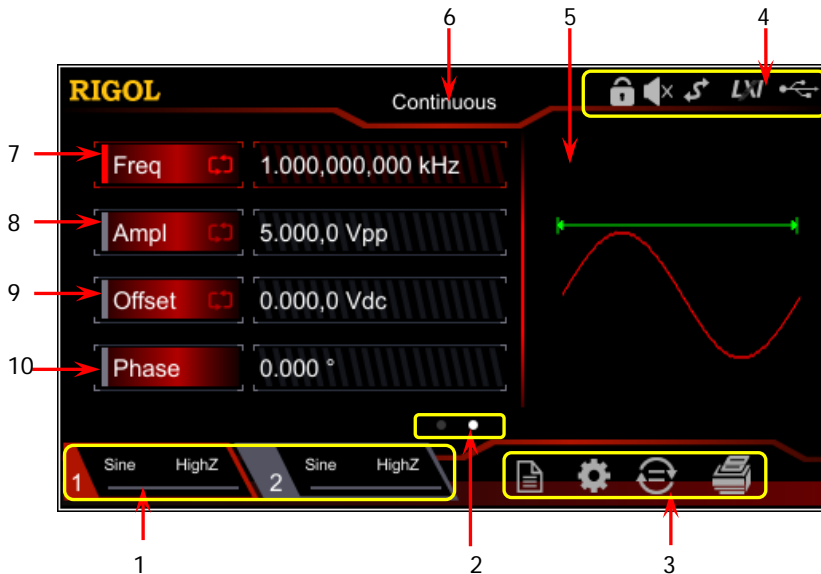 6 5 4
RIGOL
Continuous
LXI
7 Freq 1.000,000,000 kHz
8 Ampl 5.000,0 Vpp
9 Offset 0.000,0 Vdc
10 Phase 0.000 °
1 Sine HighZ 2 Sine HighZ
1 2 3